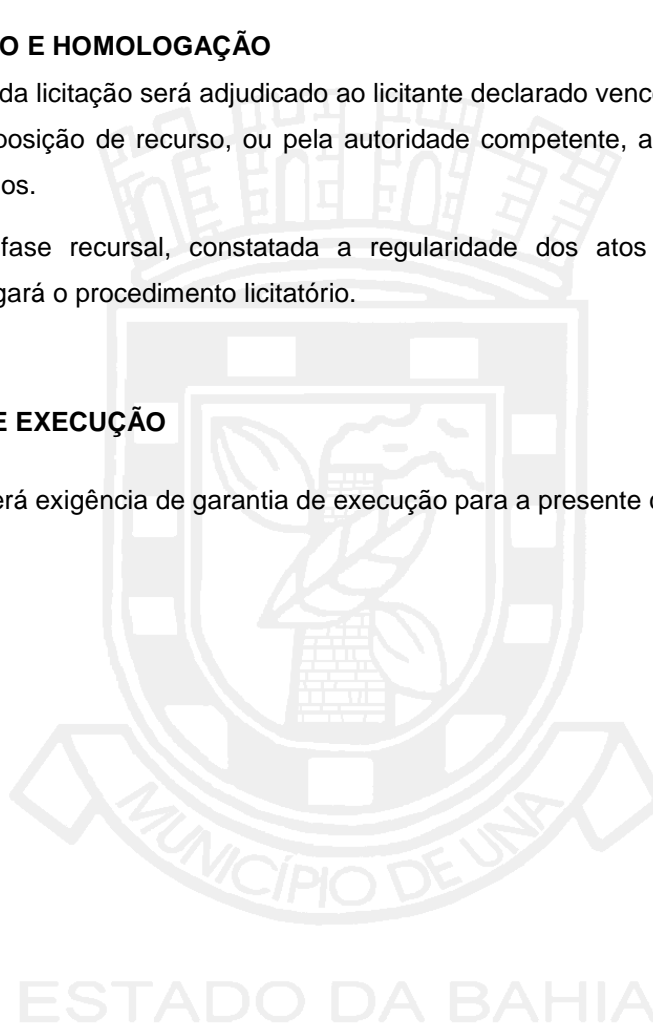 O E HOMOLOGAÇÃO
da licitação será adjudicado ao licitante declarado
posição de recurso, ou pela autoridade competente, a
os.
fase recursal, constatada a regularidade dos atos
gará o procedimento licitatório.
E EXECUÇÃO
erá exigência de garantia de execução para a presente
MUNICÍPIO DE UNA
ESTADO DA BAHIA